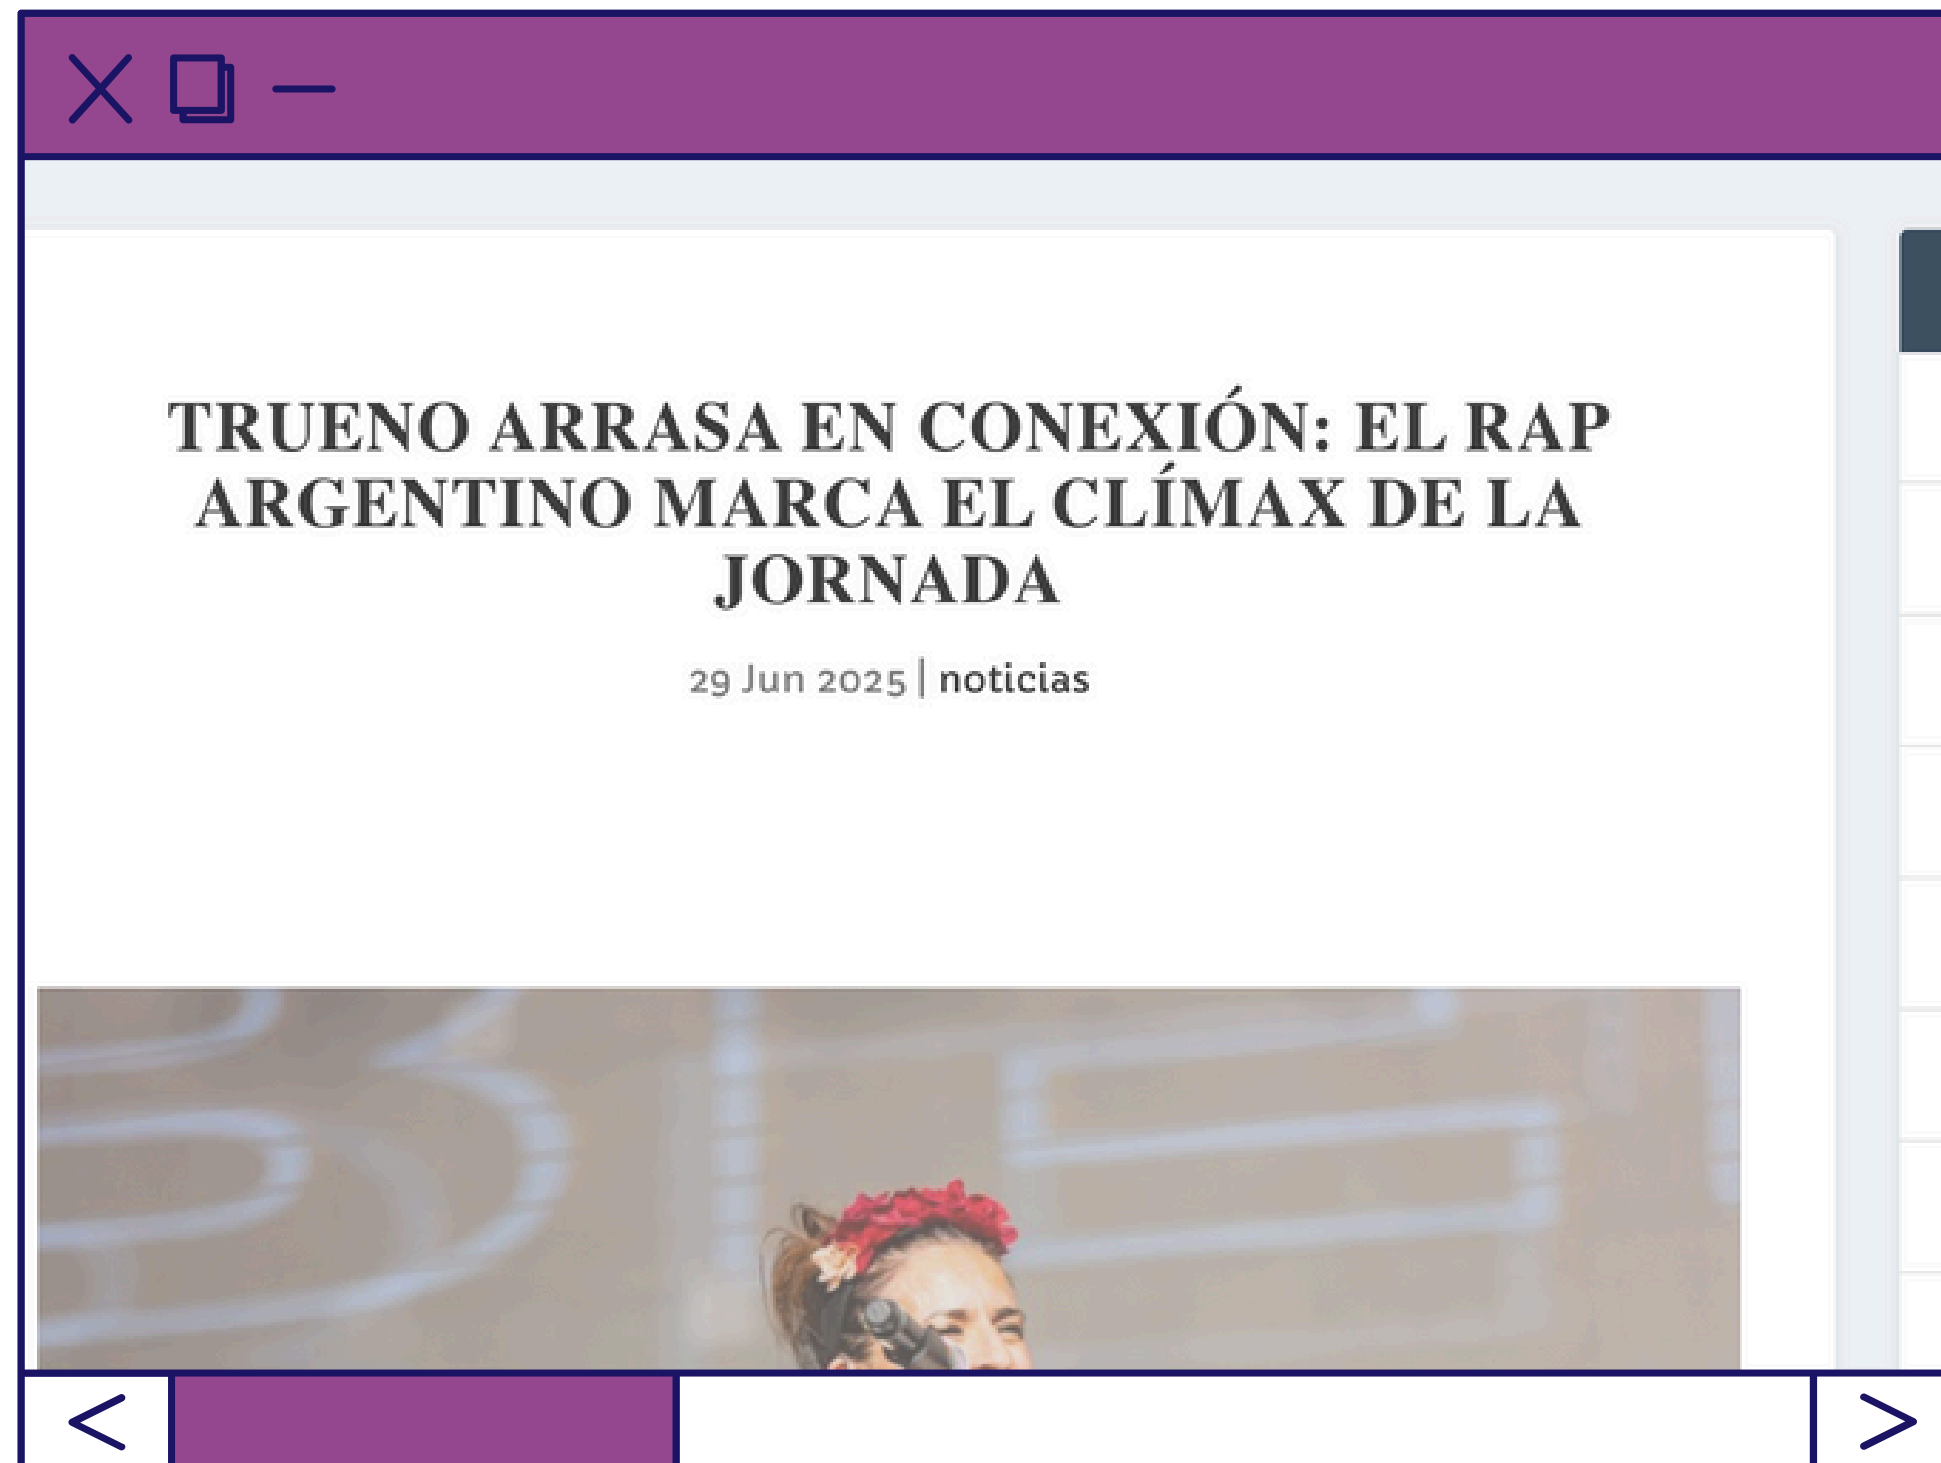 TRUENO ARRASA EN CONEXIÓN: EL RAP
ARGENTINO MARCA EL CLÍMAX DE LA
JORNADA
29 Jun 2025 | noticias